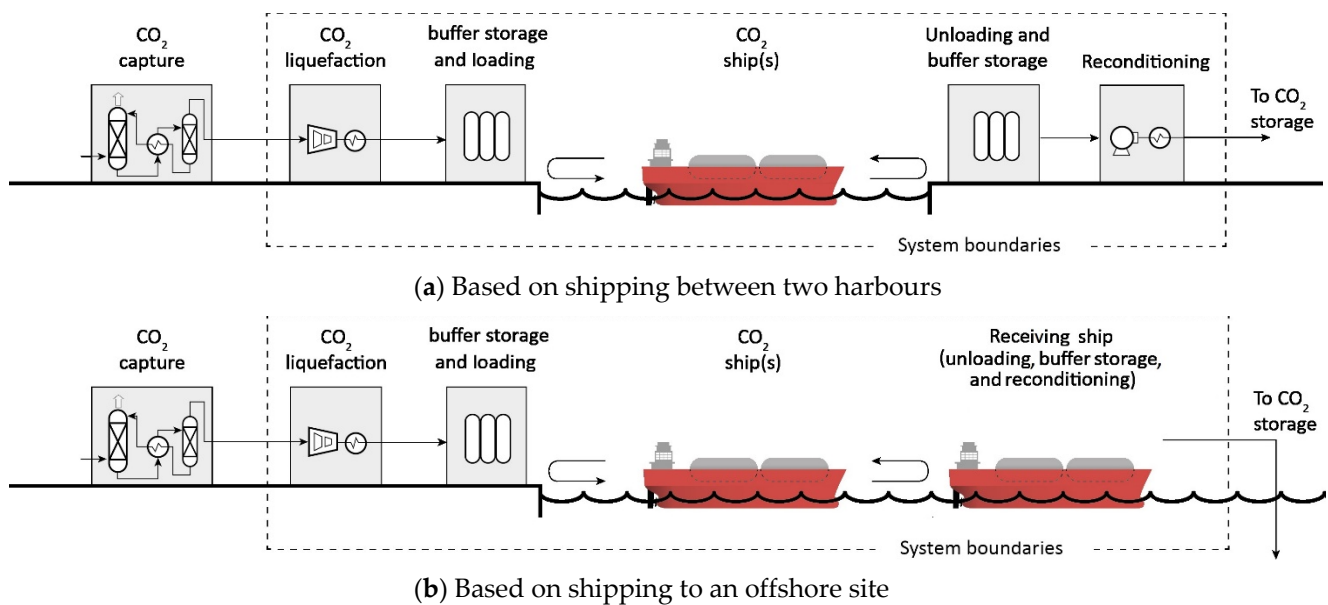 CO2 capture
CO2 liquefaction
buffer storage and loading
CO2 ship(s)
Unloading and buffer storage
Reconditioning
To CO2 storage
System boundaries
(a) Based on shipping between two harbours
CO2 capture
CO2 liquefaction
buffer storage and loading
CO2 ship(s)
Receiving ship (unloading, buffer storage, and reconditioning)
To CO2 storage
System boundaries
(b) Based on shipping to an offshore site